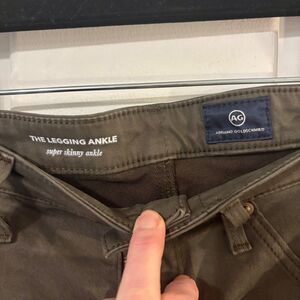 THE LEGGING ANKLE
super skinny ankle
AG
ADRIANO GOLDSCHMIED